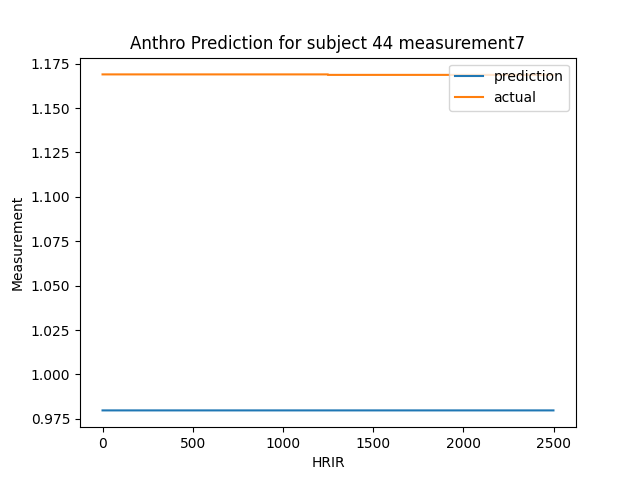 Anthro Prediction for subject 44 measurement7
1.175
1.150
1.125
1.100
1.075
1.050
1.025
1.000
0.975
Measurement
prediction
actual
0 500 1000 1500 2000 2500
HRIR